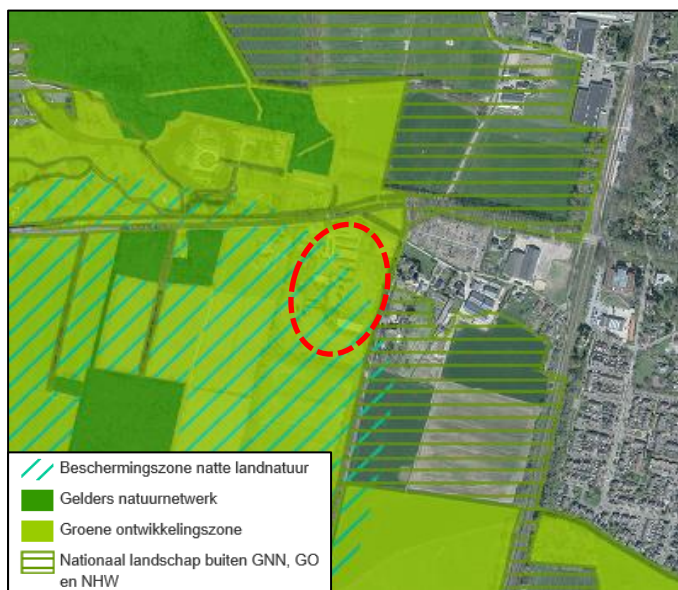 Beschermingszone natte landnatuur
Gelders natuurnetwerk
Groene ontwikkelingszone
Nationaal landschap buiten GNN, GO
en NHW